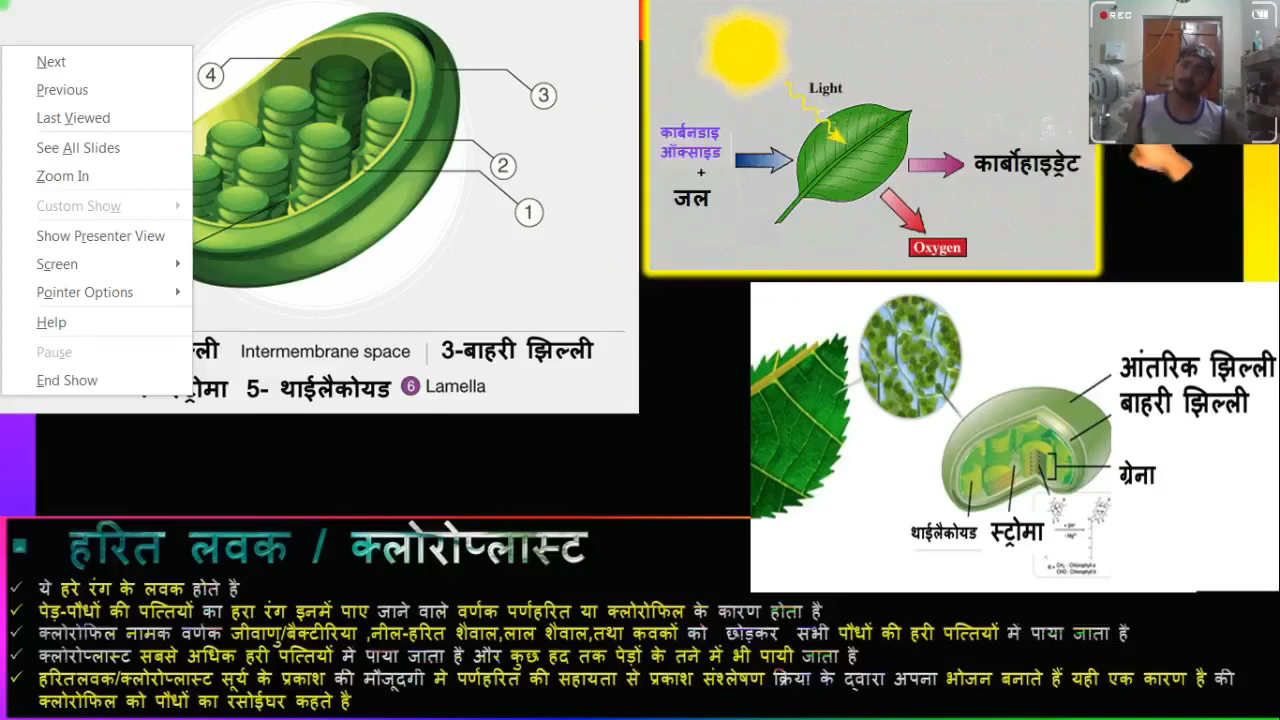 Next
Previous
Last Viewed
See All Slides
Zoom In
Custom Show
Show Presenter View
Screen
Pointer Options
Help
Pause
End Show
4
3
2
1
ल्ली Intermembrane space 3-बाहरी झिल्ली
5- थाईलैकोयड 6 Lamella
Light
कार्बनडाइ
ऑक्साइड
+
जल
कार्बोहाइड्रेट
Oxygen
REC
आंतरिक झिल्ली
बाहरी झिल्ली
ग्रेना
थाईलैकोयड स्ट्रोमा
हरित लवक / क्लोरोप्लास्ट
✓ ये हरे रंग के लवक होते है
✓ पेड़-पौधों की पत्तियों का हरा रंग इनमें पाए जाने वाले वर्णक पर्णहरित या क्लोरोफिल के कारण होता है
✓ क्लोरोफिल नामक वर्णक जीवाणु/बैक्टीरिया ,नील-हरित शैवाल,लाल शैवाल,तथा कवकों को छोड़कर सभी पौधों की हरी पत्तियों में पाया जाता है
✓ क्लोरोप्लास्ट सबसे अधिक हरी पत्तियों में पाया जाता है और कुछ हद तक पेड़ों के तने में भी पायी जाता है
✓ हरितलवक/क्लोरोप्लास्ट सूर्य के प्रकाश की मौजूदगी मे पर्णहरित की सहायता से प्रकाश संश्लेषण क्रिया के द्वारा अपना भोजन बनाते हैं यही एक कारण है की
क्लोरोफिल को पौधों का रसोईघर कहते है